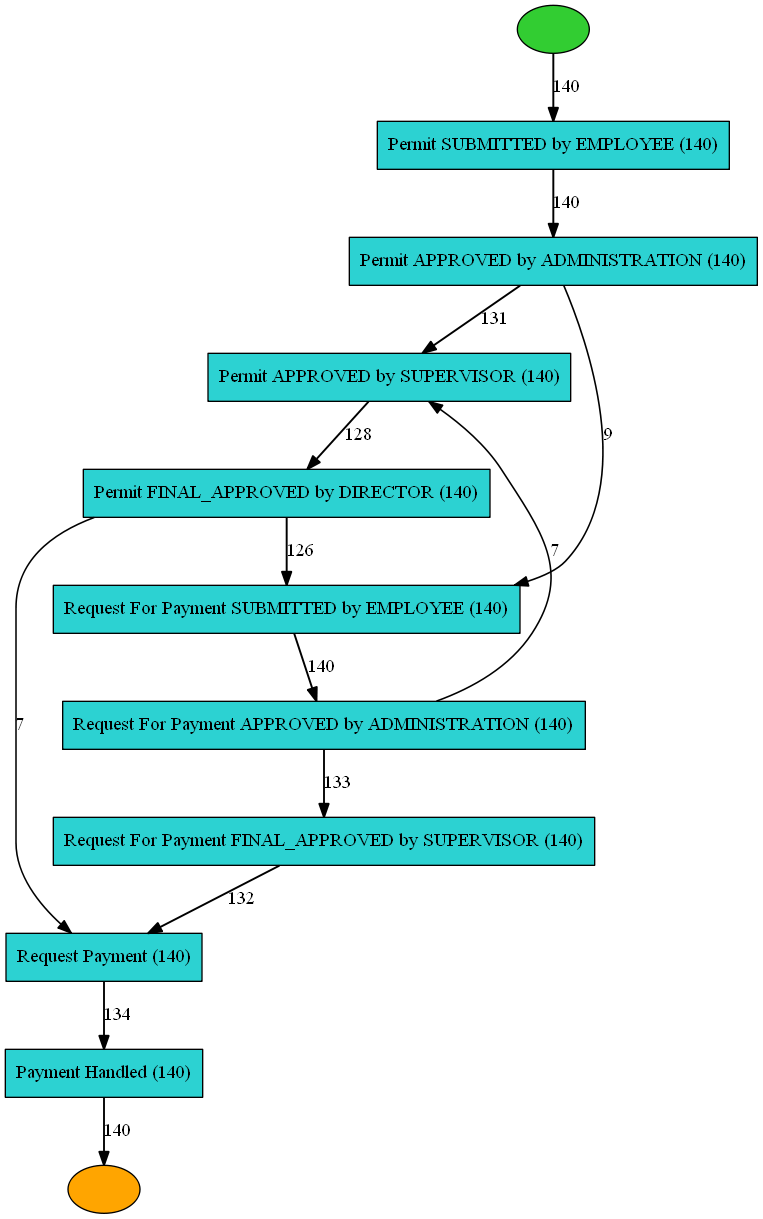 140
Permit SUBMITTED by EMPLOYEE (140)
140
Permit APPROVED by ADMINISTRATION (140)
131
Permit APPROVED by SUPERVISOR (140)
128
9
Permit FINAL_APPROVED by DIRECTOR (140)
126
7
Request For Payment SUBMITTED by EMPLOYEE (140)
140
Request For Payment APPROVED by ADMINISTRATION (140)
7
133
Request For Payment FINAL_APPROVED by SUPERVISOR (140)
132
Request Payment (140)
134
Payment Handled (140)
140